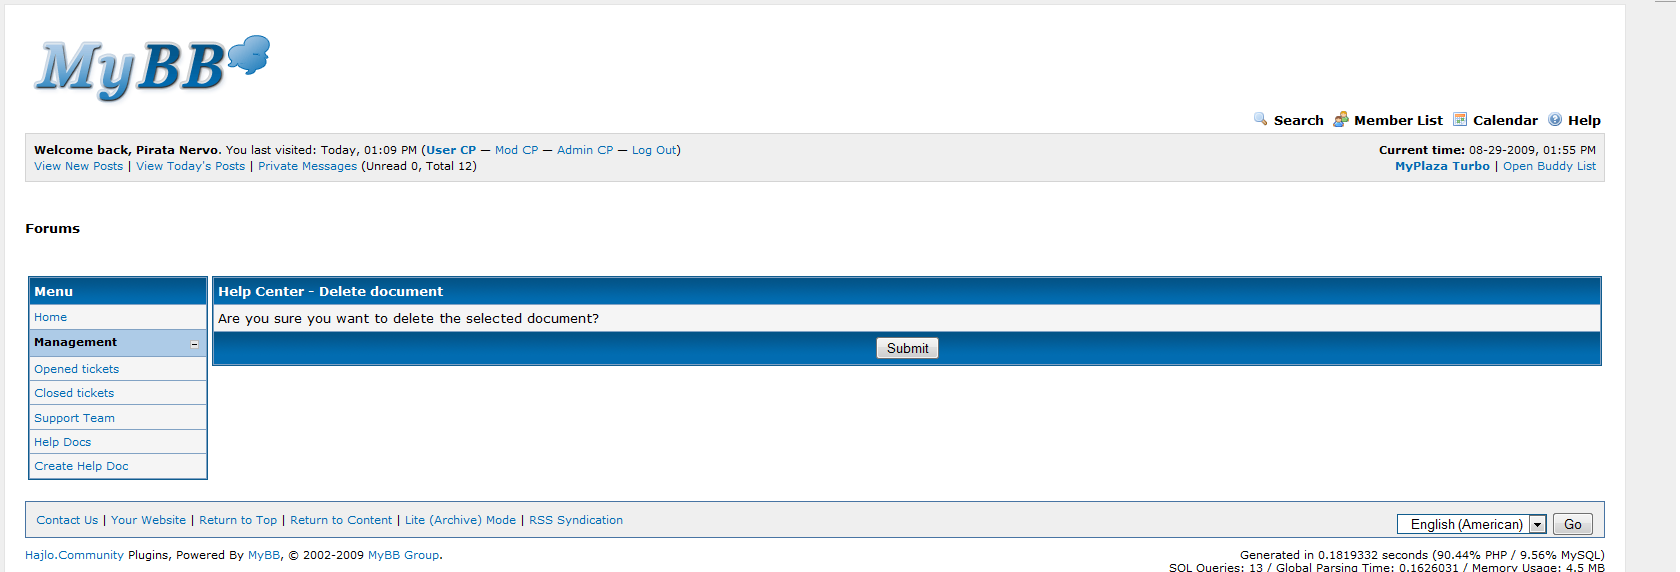 MyBB
Search Member List Calendar Help
Welcome back, Pirata Nervo. You last visited: Today, 01:09 PM (User CP — Mod CP — Admin CP — Log Out)
Current time: 08-29-2009, 01:55 PM
View New Posts | View Today's Posts | Private Messages (Unread 0, Total 12)
MyPlaza Turbo | Open Buddy List
Forums
Menu
Home
Management
Opened tickets
Closed tickets
Support Team
Help Docs
Create Help Doc
Help Center - Delete document
Are you sure you want to delete the selected document?
Submit
Contact Us | Your Website | Return to Top | Return to Content | Lite (Archive) Mode | RSS Syndication
English (American) Go
Hajlo.Community Plugins, Powered By MyBB, © 2002-2009 MyBB Group.
Generated in 0.1819332 seconds (90.44% PHP / 9.56% MySQL)
SQL Queries: 13 / Global Parsing Time: 0.1626031 / Memory Usage: 4.5 MB